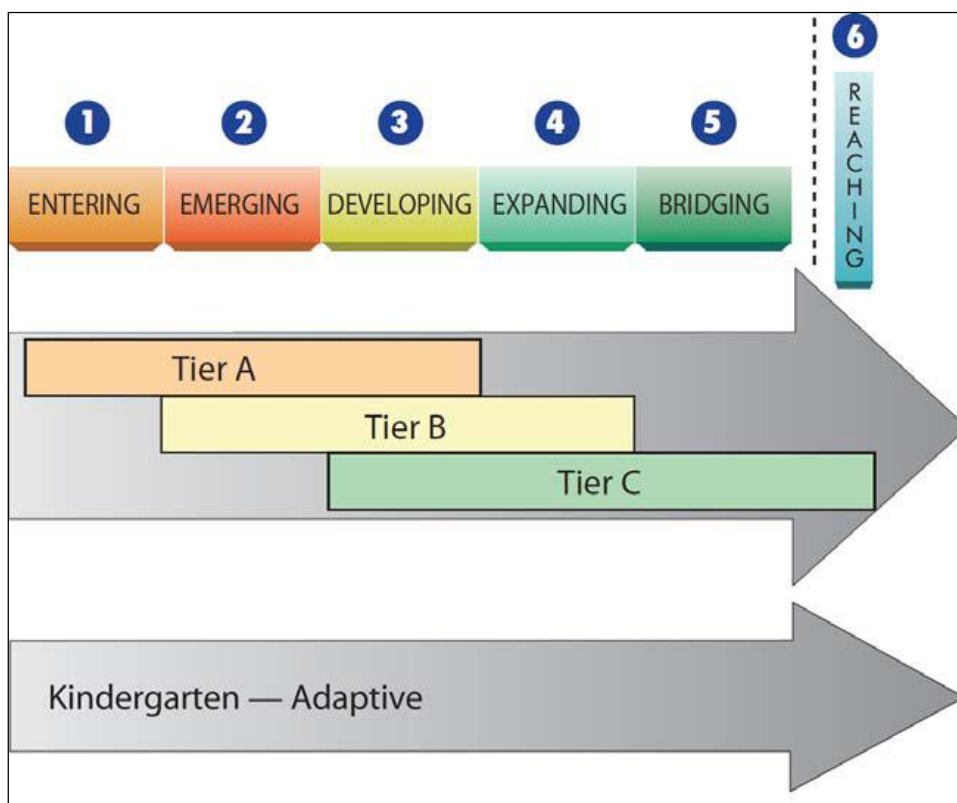 6
REACHING
1 2 3 4 5
ENTERING EMERGING DEVELOPING EXPANDING BRIDGING
Tier A
Tier B
Tier C
Kindergarten — Adaptive